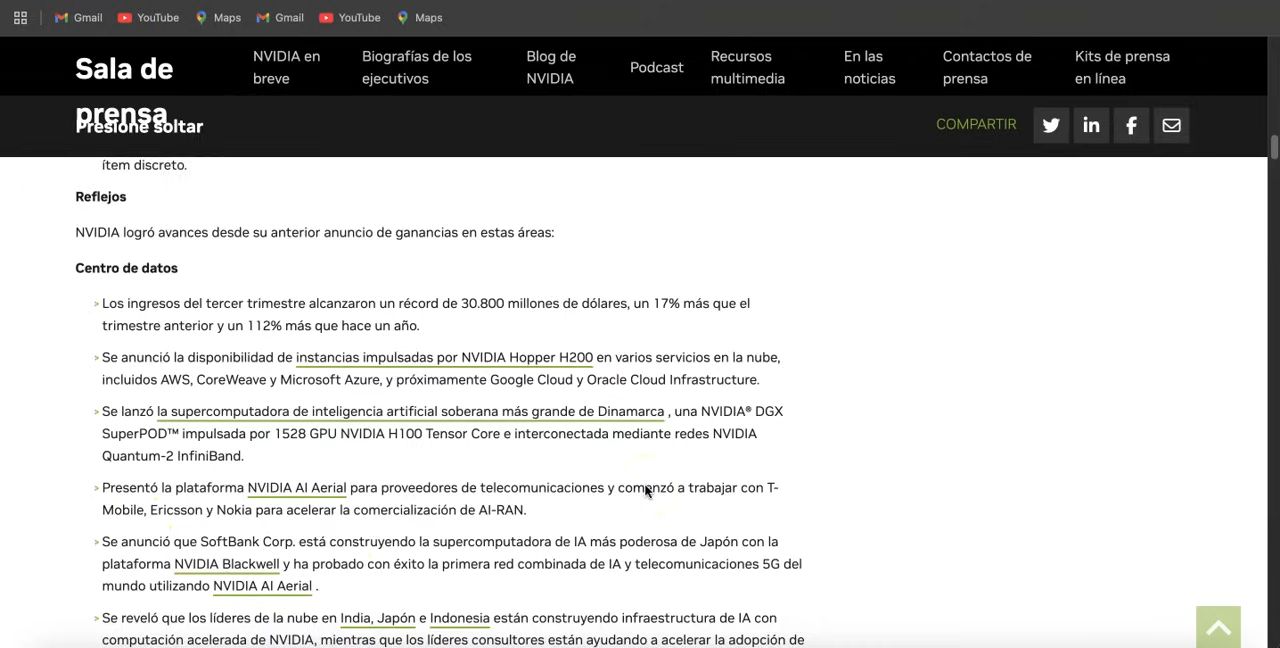 Gmail YouTube Maps Gmail YouTube Maps
Sala de
prensa
NVIDIA en
breve
Biografías de los
ejecutivos
Blog de
NVIDIA
Podcast
Recursos
multimedia
En las
noticias
Contactos de
prensa
Kits de prensa
en línea
Presione soltar
COMPARTIR
ítem discreto.
Reflejos
NVIDIA logró avances desde su anterior anuncio de ganancias en estas áreas:
Centro de datos
> Los ingresos del tercer trimestre alcanzaron un récord de 30.800 millones de dólares, un 17% más que el
trimestre anterior y un 112% más que hace un año.
> Se anunció la disponibilidad de instancias impulsadas por NVIDIA Hopper H200 en varios servicios en la nube,
incluidos AWS, CoreWeave y Microsoft Azure, y próximamente Google Cloud y Oracle Cloud Infrastructure.
> Se lanzó la supercomputadora de inteligencia artificial soberana más grande de Dinamarca , una NVIDIA® DGX
SuperPOD™ impulsada por 1528 GPU NVIDIA H100 Tensor Core e interconectada mediante redes NVIDIA
Quantum-2 InfiniBand.
> Presentó la plataforma NVIDIA AI Aerial para proveedores de telecomunicaciones y comenzó a trabajar con T-
Mobile, Ericsson y Nokia para acelerar la comercialización de AI-RAN.
> Se anunció que SoftBank Corp. está construyendo la supercomputadora de IA más poderosa de Japón con la
plataforma NVIDIA Blackwell y ha probado con éxito la primera red combinada de IA y telecomunicaciones 5G del
mundo utilizando NVIDIA AI Aerial .
> Se reveló que los líderes de la nube en India, Japón e Indonesia están construyendo infraestructura de IA con
computación acelerada de NVIDIA, mientras que los líderes consultores están ayudando a acelerar la adopción de